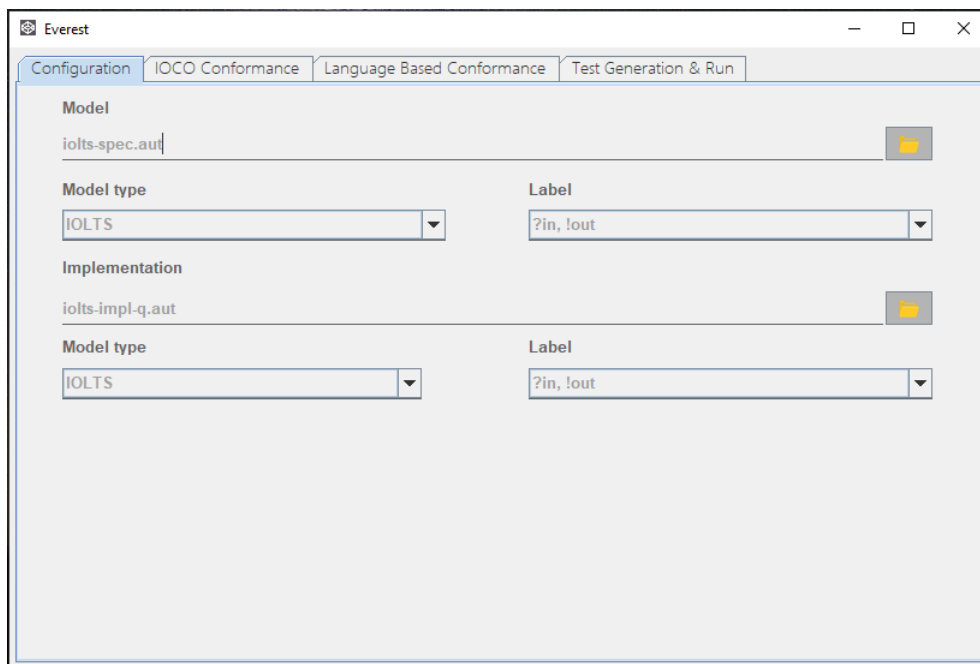 Everest
Configuration IOCO Conformance Language Based Conformance Test Generation & Run
Model
iolts-spec.aut
Model type Label
IOLTS ?in, !out
Implementation
iolts-impl-q.aut
Model type Label
IOLTS ?in, !out